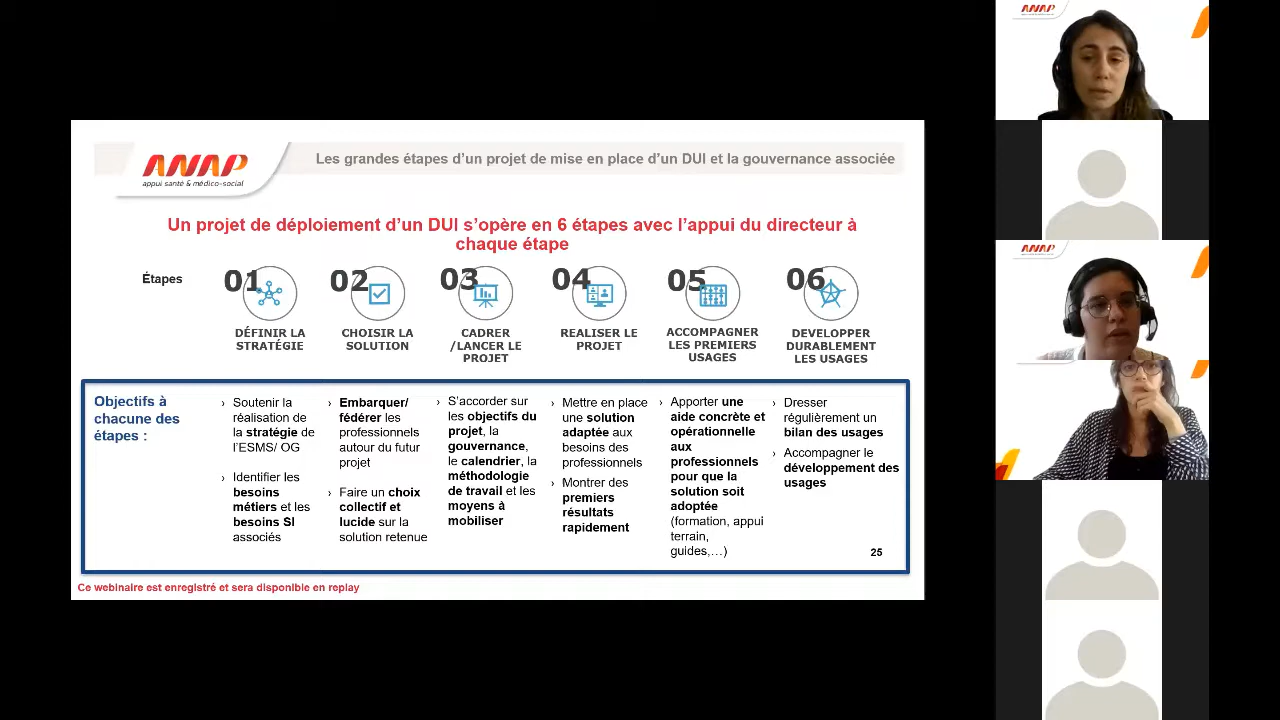 ANAP
appui santé & médico-social
Les grandes étapes d'un projet de mise en place d'un DUI et la gouvernance associée
Un projet de déploiement d'un DUI s'opère en 6 étapes avec l'appui du directeur à
chaque étape
Étapes
01
DÉFINIR LA
STRATÉGIE
02
CHOISIR LA
SOLUTION
03
CADRER
/LANCER LE
PROJET
04
REALISER LE
PROJET
05
ACCOMPAGNER
LES PREMIERS
USAGES
06
DEVELOPPER
DURABLEMENT
LES USAGES
Objectifs à
chacune des
étapes :
› Soutenir la
réalisation de
la stratégie de
l'ESMS/ OG
› Identifier les
besoins
métiers et les
besoins SI
associés
› Embarquer/
fédérer les
professionnels
autour du futur
projet
› Faire un choix
collectif et
lucide sur la
solution retenue
› S'accorder sur
les objectifs du
projet, la
gouvernance,
le calendrier, la
méthodologie
de travail et les
moyens à
mobiliser
› Mettre en place
une solution
adaptée aux
besoins des
professionnels
› Montrer des
premiers
résultats
rapidement
› Apporter une
aide concrète et
opérationnelle
aux
professionnels
pour que la
solution soit
adoptée
(formation, appui
terrain,
guides,…)
› Dresser
régulièrement un
bilan des usages
› Accompagner le
développement des
usages
25
Ce webinaire est enregistré et sera disponible en replay
ANAP
ANAP